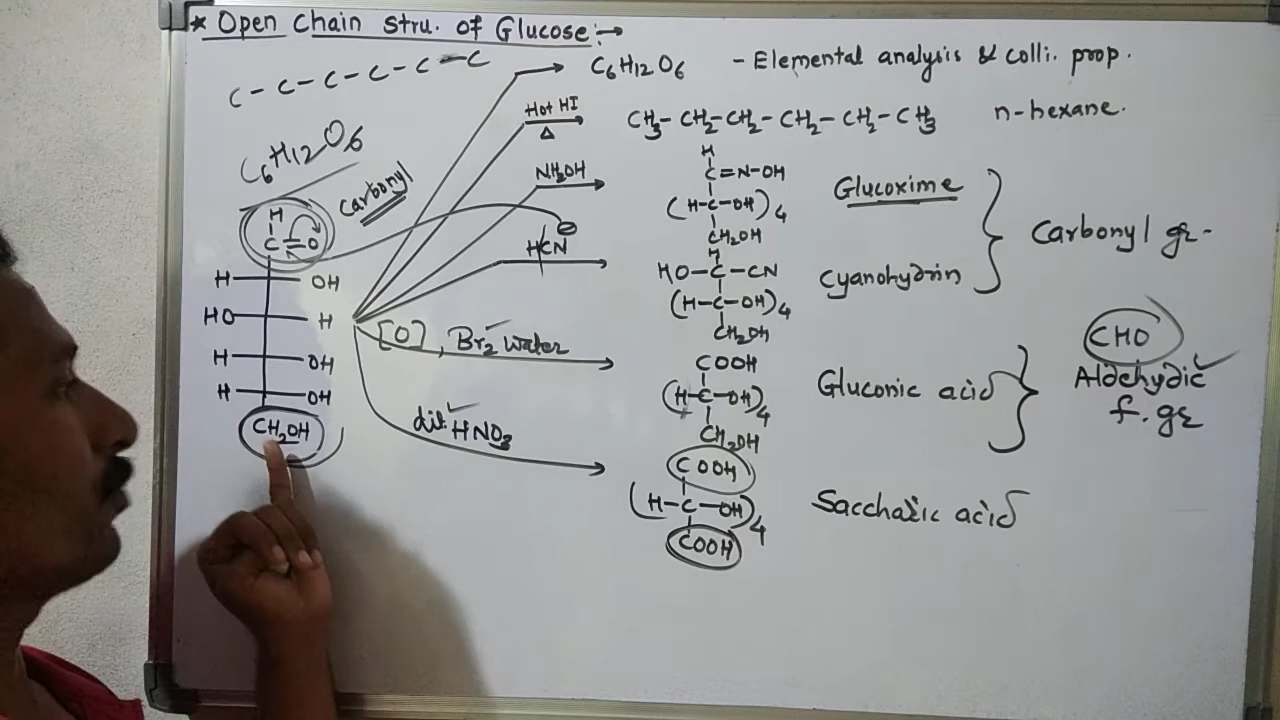 * Open Chain Stru. of Glucose:→
C - C - C - C - C - C
C6H12O6 - Elemental analysis & colli. prop.
Hot HI
Δ
CH3- CH2-CH2- CH2- CH2- CH3 n-hexane.
C6H12O6
Carbonyl
H
C=O
H OH
HO H
H OH
H OH
CH2OH
NH2OH
H
C=N-OH
(H-C-OH)4
CH2OH
Glucoxime
HCN
⊖
H
HO-C-CN
(H-C-OH)4
CH2OH
Cyanohydrin
Carbonyl gr-
[O], Br2 water
COOH
(H-C-OH)4
CH2OH
Gluconic acid
CHO
Aldehydic
f. gr
dil. HNO3
COOH
(H-C-OH)4
COOH
Saccharic acid